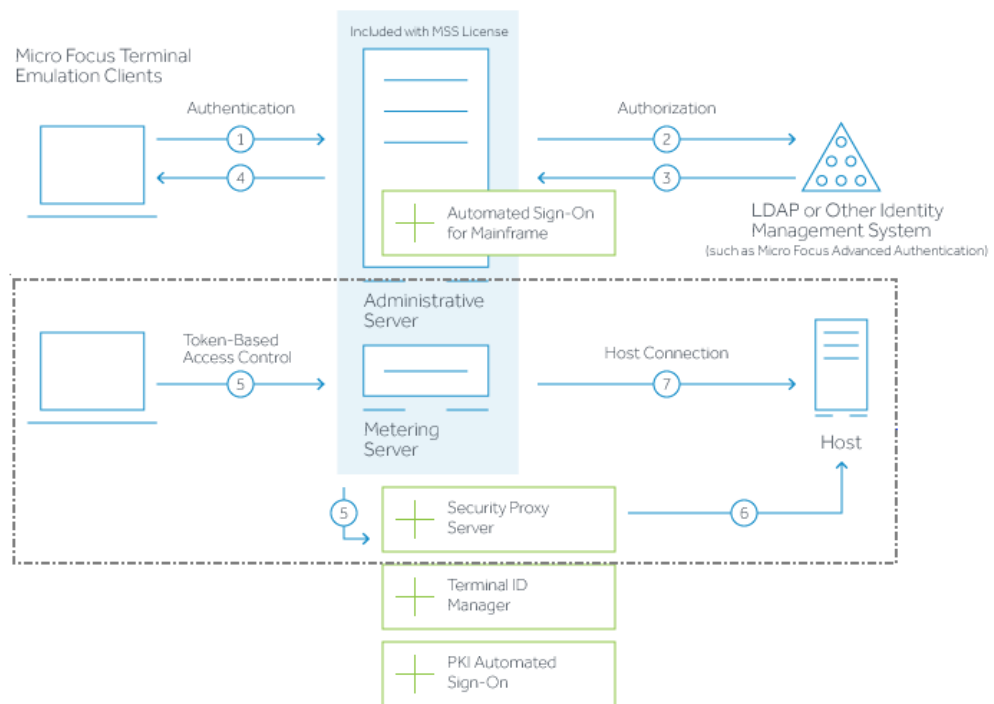 Included with MSS License
Micro Focus Terminal
Emulation Clients
Authentication
Authorization
1
2
4
3
Automated Sign-On
for Mainframe
LDAP or Other Identity
Management System
(such as Micro Focus Advanced Authentication)
Administrative
Server
Token-Based
Access Control
Host Connection
5
7
Metering
Server
Host
5
Security Proxy
Server
6
Terminal ID
Manager
PKI Automated
Sign-On